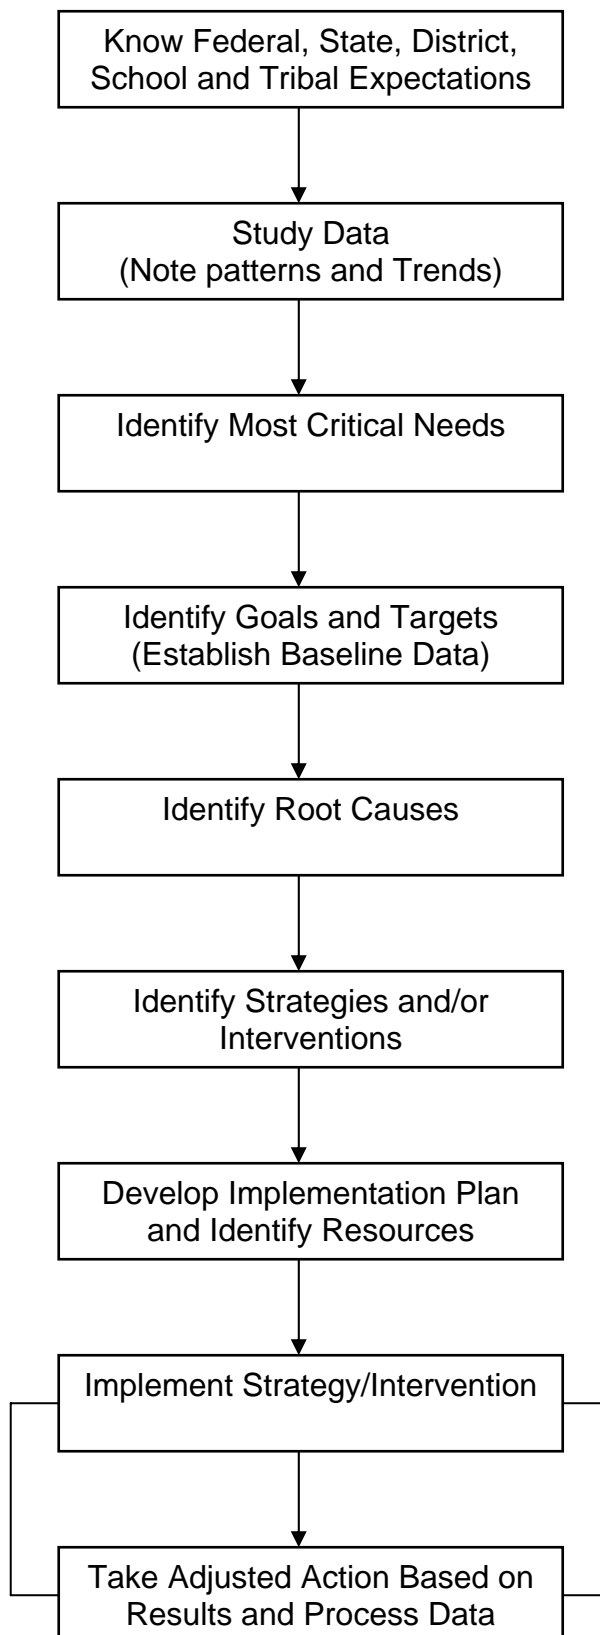 Know Federal, State, District,
School and Tribal Expectations
Study Data
(Note patterns and Trends)
Identify Most Critical Needs
Identify Goals and Targets
(Establish Baseline Data)
Identify Root Causes
Identify Strategies and/or
Interventions
Develop Implementation Plan
and Identify Resources
Implement Strategy/Intervention
Take Adjusted Action Based on
Results and Process Data